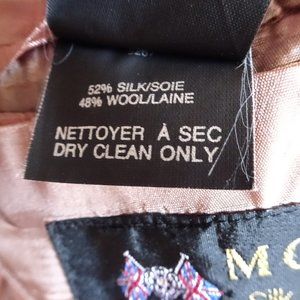 52% SILK/SOIE
48% WOOL/LAINE
NETTOYER À SEC
DRY CLEAN ONLY